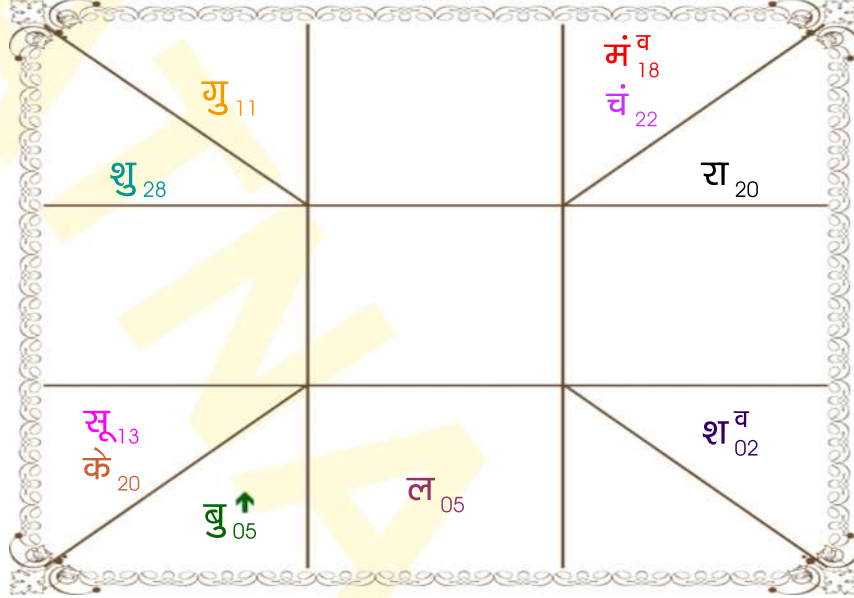 गु 11
शु 28
मं व 18
चं 22
रा 20
सू 13
के 20
बु ↑ 05
ल 05
श व 02